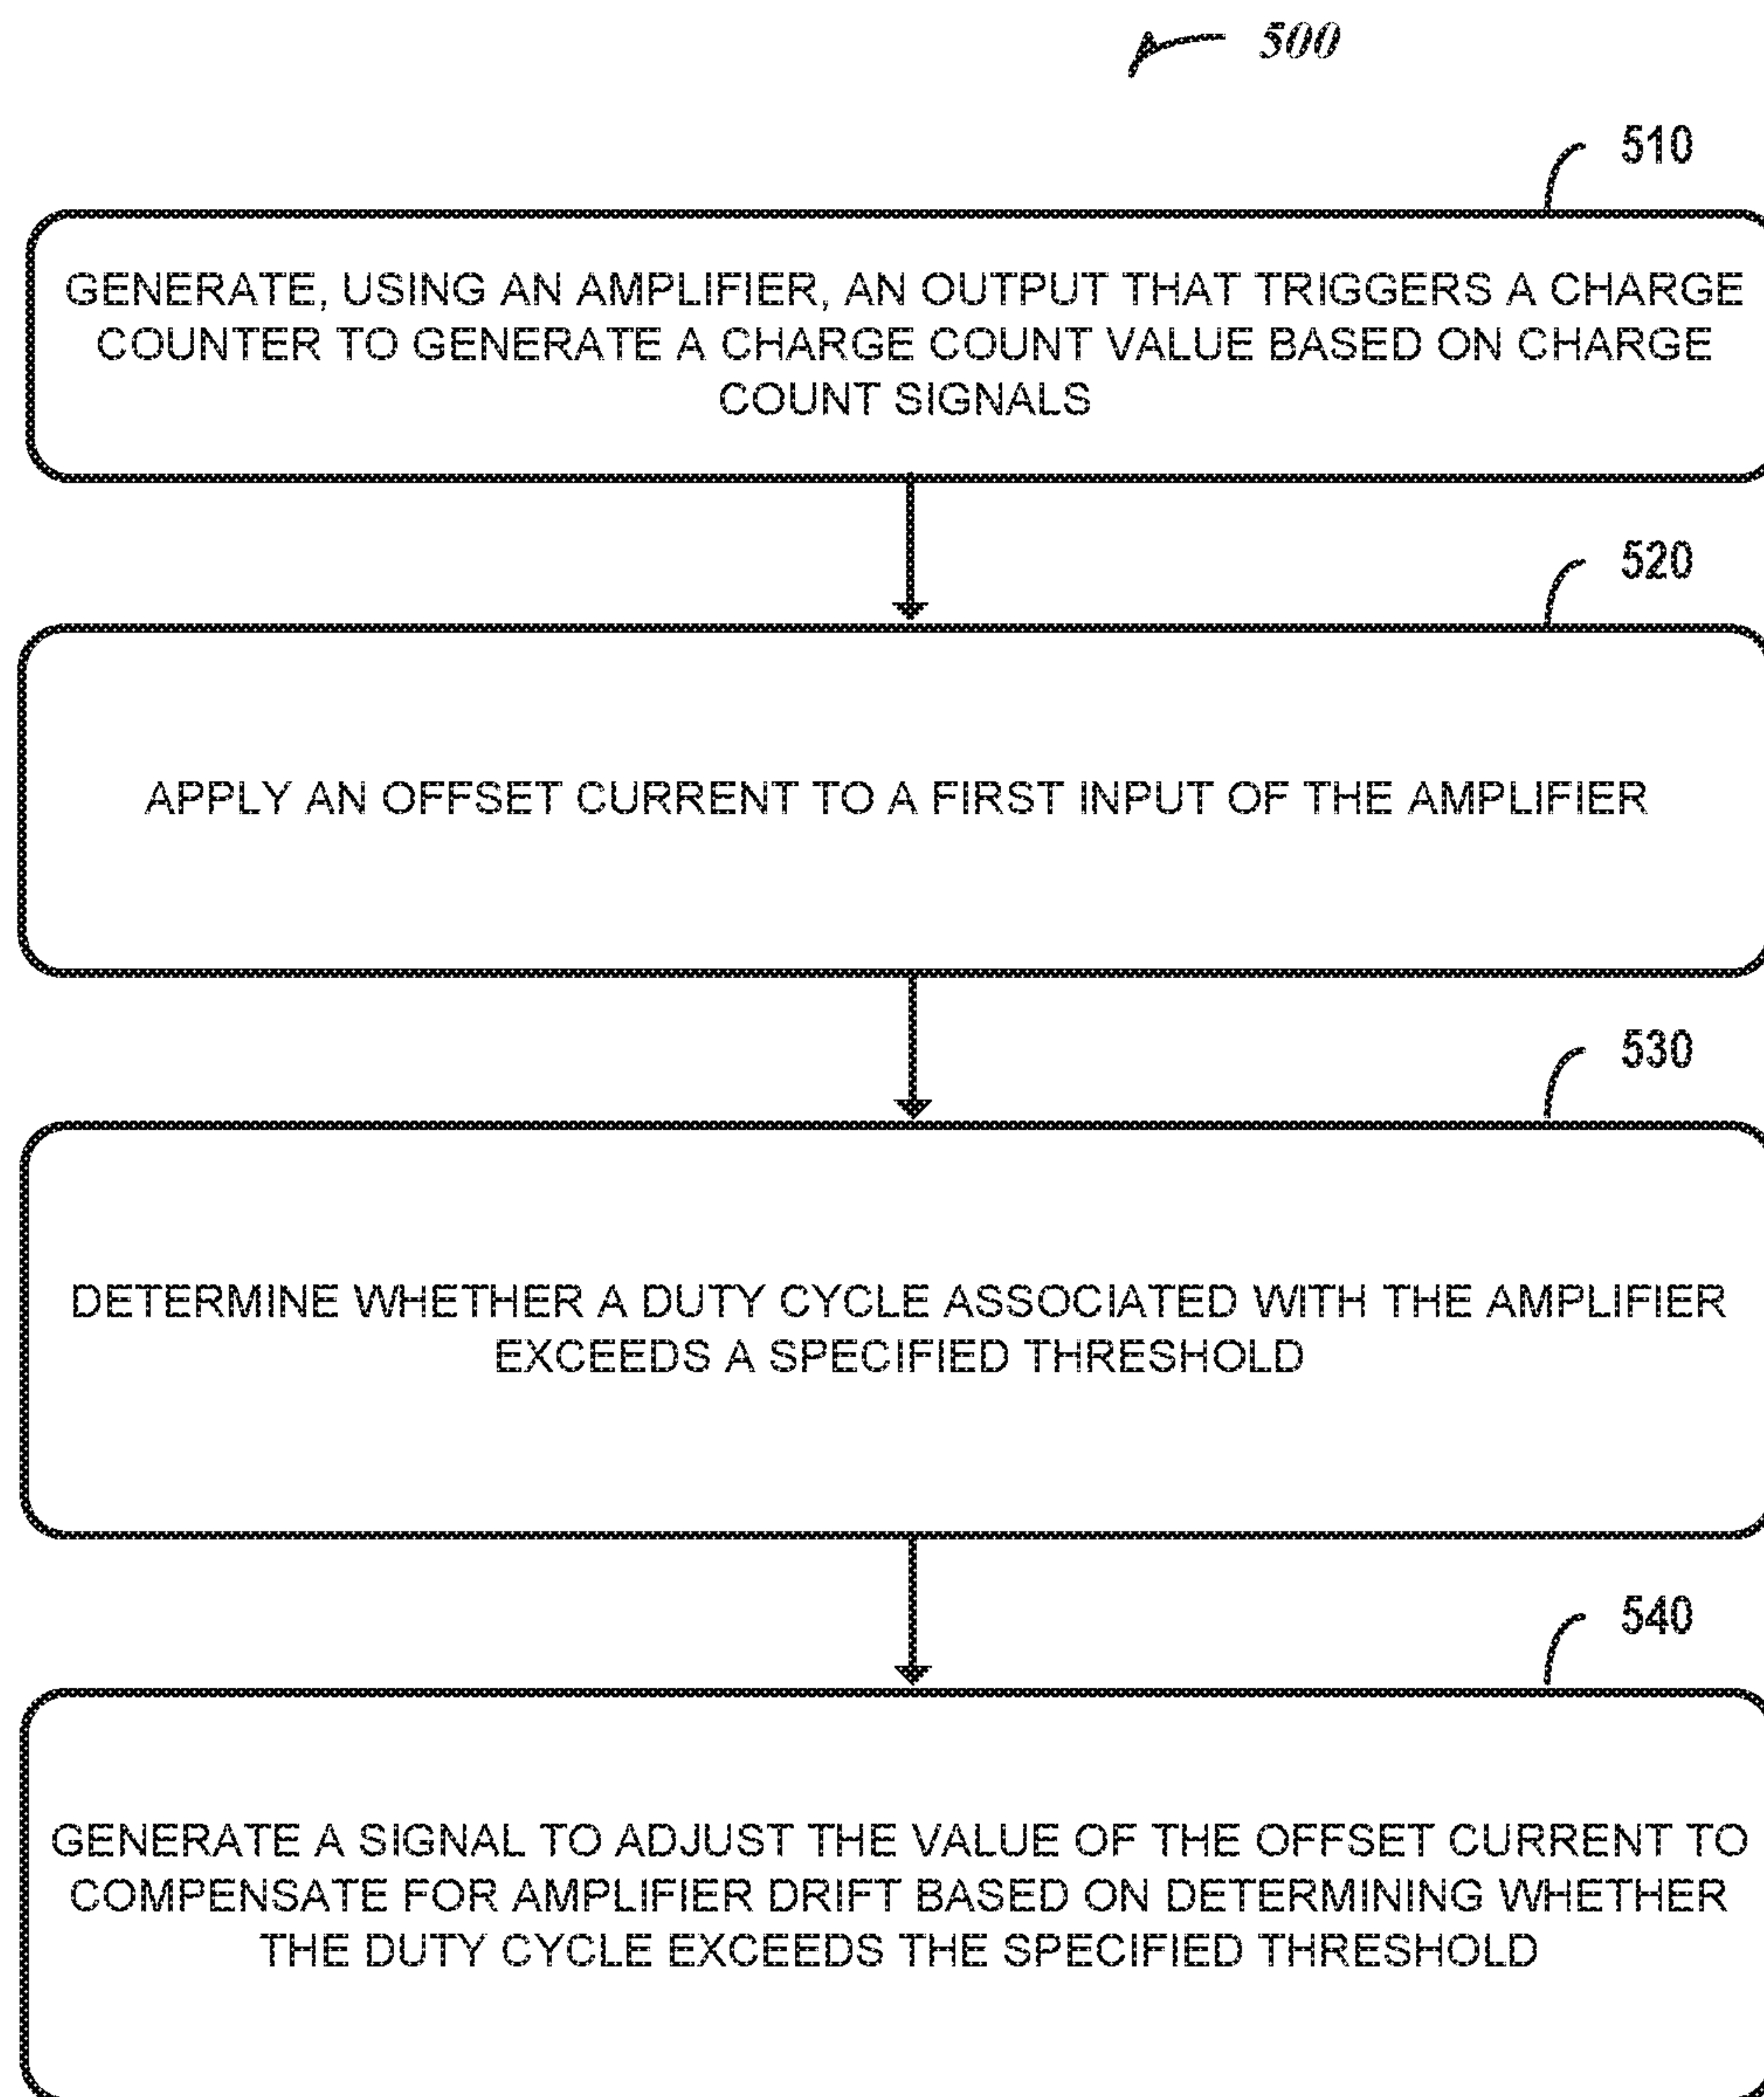 500
510
GENERATE, USING AN AMPLIFIER, AN OUTPUT THAT TRIGGERS A CHARGE
COUNTER TO GENERATE A CHARGE COUNT VALUE BASED ON CHARGE
COUNT SIGNALS
520
APPLY AN OFFSET CURRENT TO A FIRST INPUT OF THE AMPLIFIER
530
DETERMINE WHETHER A DUTY CYCLE ASSOCIATED WITH THE AMPLIFIER
EXCEEDS A SPECIFIED THRESHOLD
540
GENERATE A SIGNAL TO ADJUST THE VALUE OF THE OFFSET CURRENT TO
COMPENSATE FOR AMPLIFIER DRIFT BASED ON DETERMINING WHETHER
THE DUTY CYCLE EXCEEDS THE SPECIFIED THRESHOLD